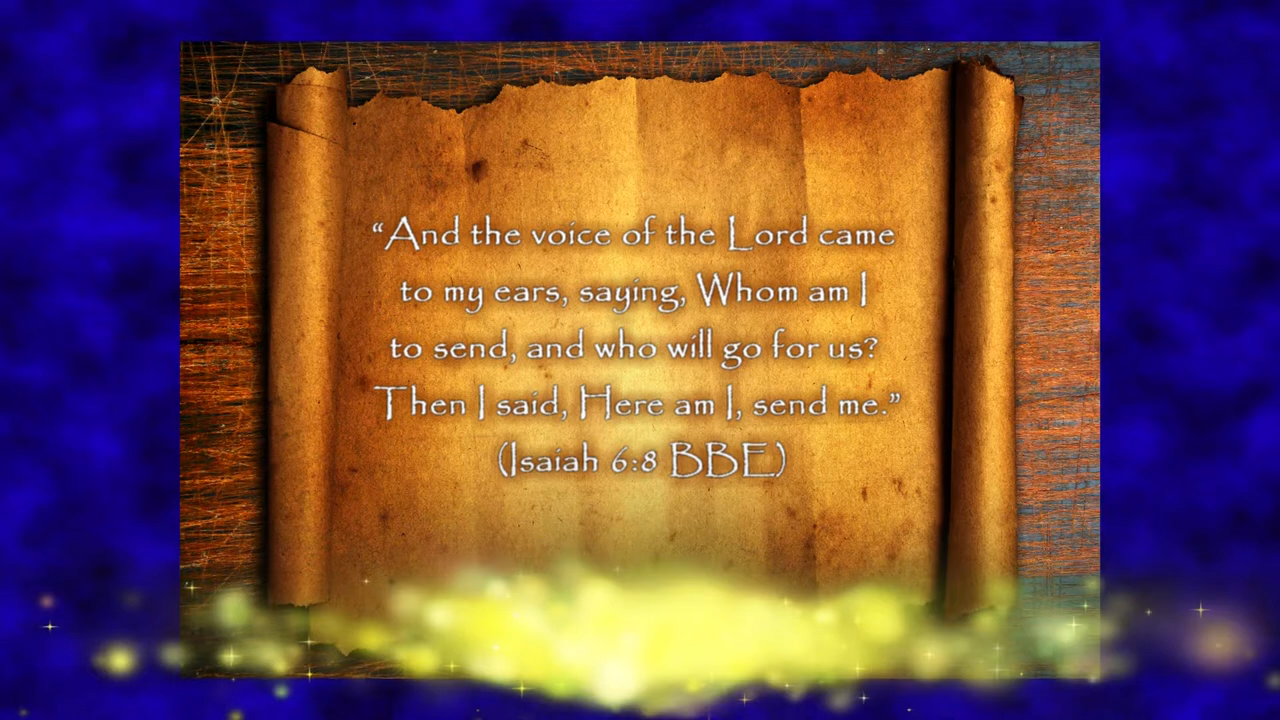 “And the voice of the Lord came
to my ears, saying, Whom am I
to send, and who will go for us?
Then I said, Here am I, send me.”
(Isaiah 6:8 BBE)